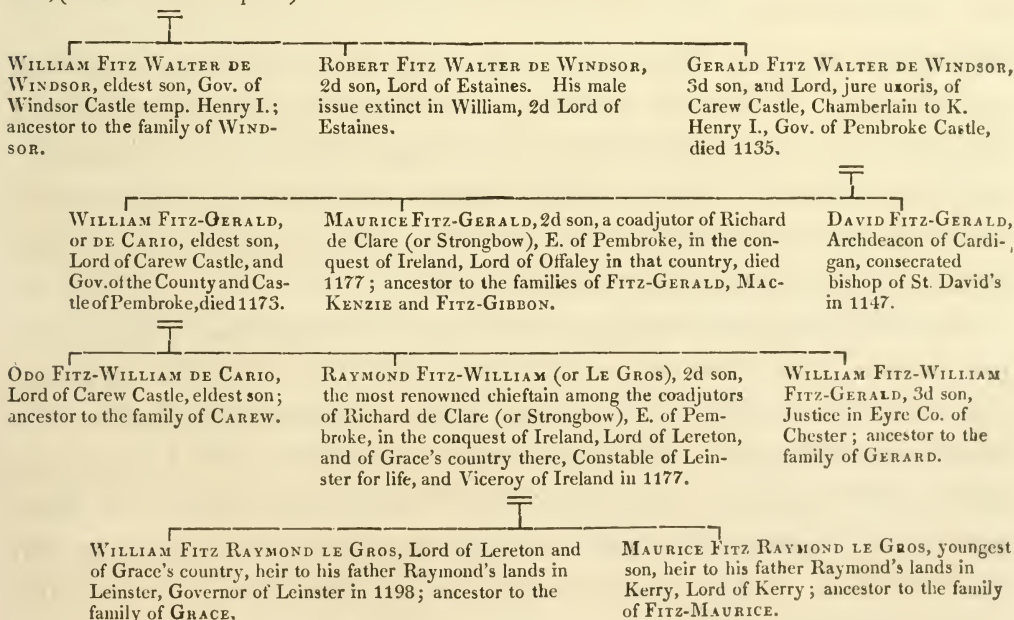 WILLIAM FITZ WALTER DE
WINDSOR, eldest son, Gov. of
Windsor Castle temp. Henry I.;
ancestor to the family of WIND-
SOR.
ROBERT FITZ WALTER DE WINDSOR,
2d son, Lord of Estaines. His male
issue extinct in William, 2d Lord of
Estaines.
GERALD FITZ WALTER DE WINDSOR,
3d son, and Lord, jure uxoris, of
Carew Castle, Chamberlain to K.
Henry I., Gov. of Pembroke Castle,
died 1135.
WILLIAM FITZ-GERALD,
or DE CARIO, eldest son,
Lord of Carew Castle, and
Gov. of the County and Cas-
tle of Pembroke, died 1173.
MAURICE FITZ-GERALD, 2d son, a coadjutor of Richard
de Clare (or Strongbow), E. of Pembroke, in the con-
quest of Ireland, Lord of Offaley in that country, died
1177; ancestor to the families of FITZ-GERALD, MAC-
KENZIE and FITZ-GIBBON.
DAVID FITZ-GERALD,
Archdeacon of Cardi-
gan, consecrated
bishop of St. David's
in 1147.
ODO FITZ-WILLIAM DE CARIO,
Lord of Carew Castle, eldest son;
ancestor to the family of CAREW.
RAYMOND FITZ-WILLIAM (or LE GROS), 2d son,
the most renowned chieftain among the coadjutors
of Richard de Clare (or Strongbow), E. of Pem-
broke, in the conquest of Ireland, Lord of Lereton,
and of Grace's country there, Constable of Lein-
ster for life, and Viceroy of Ireland in 1177.
WILLIAM FITZ-WILLIAM
FITZ-GERALD, 3d son,
Justice in Eyre Co. of
Chester; ancestor to the
family of GERARD.
WILLIAM FITZ RAYMOND LE GROS, Lord of Lereton and
of Grace's country, heir to his father Raymond's lands in
Leinster, Governor of Leinster in 1198; ancestor to the
family of GRACE.
MAURICE FITZ RAYMOND LE GROS, youngest
son, heir to his father Raymond's lands in
Kerry, Lord of Kerry; ancestor to the family
of FITZ-MAURICE.